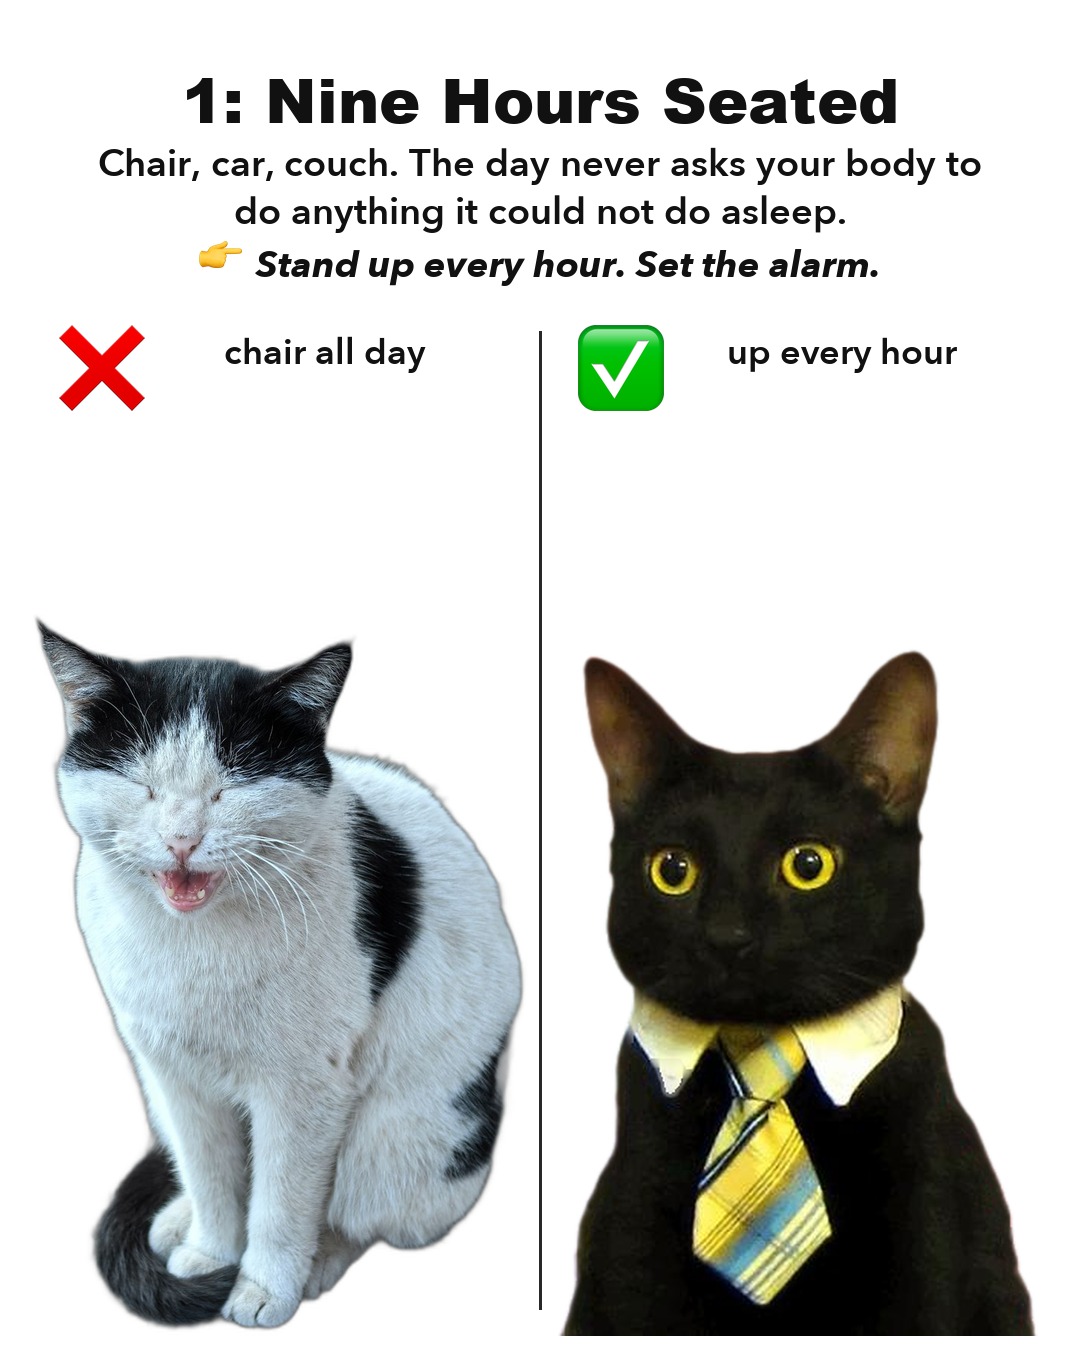 1: Nine Hours Seated
Chair, car, couch. The day never asks your body to
do anything it could not do asleep.
👉 Stand up every hour. Set the alarm.
❌ chair all day
✅ up every hour